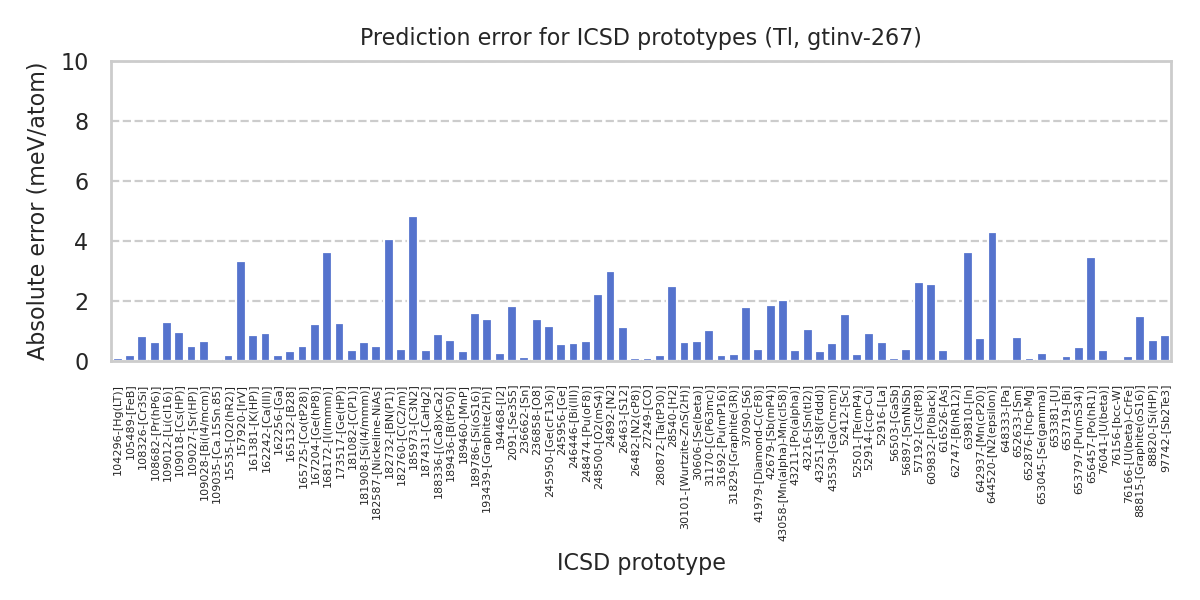 Prediction error for ICSD prototypes (Tl, gtinv-267)
Absolute error (meV/atom)
10
8
6
4
2
0
104296-[Hg(LT)]
105489-[FeB]
108326-[Cr3Si]
108682-[Pr(hP6)]
109012-[Li(cI16)]
109018-[Cs(HP)]
109027-[Sr(HP)]
109028-[Bi(I4/mcm)]
109035-[Ca.15Sn.85]
15535-[O2(hR2)]
157920-[IrV]
161381-[K(HP)]
162242-[Ca(III)]
162256-[Ga]
165132-[B28]
165725-[Co(tP28)]
167204-[Ge(hP8)]
168172-[I(Immm)]
173517-[Ge(HP)]
181082-[C(P1)]
181908-[Si(I4/mmm)]
182587-[Nickeline-NiAs]
182732-[BN(P1)]
182760-[C(C2/m)]
185973-[C3N2]
187431-[CaHg2]
188336-[(Ca8)xCa2]
189436-[B(tP50)]
189460-[MnP]
189786-[Si(oS16)]
193439-[Graphite(2H)]
194468-[I2]
2091-[Se3S5]
236662-[Sn]
236858-[O8]
245950-[Ge(cF136)]
245956-[Ge]
246446-[Bi(III)]
248474-[Pu(oF8)]
248500-[O2(mS4)]
24892-[N2]
26463-[S12]
26482-[N2(cP8)]
27249-[CO]
280872-[Ta(tP30)]
28540-[H2]
30101-[Wurtzite-ZnS(2H)]
30606-[Se(beta)]
31170-[C(P63mc)]
31692-[Pu(mP16)]
31829-[Graphite(3R)]
37090-[S6]
41979-[Diamond-C(cF8)]
42679-[Sb(mP4)]
43058-[Mn(alpha)-Mn(cI58)]
43211-[Po(alpha)]
43216-[Sn(tI2)]
43251-[S8(Fddd)]
43539-[Ga(Cmcm)]
52412-[Sc]
52501-[Te(mP4)]
52914-[fcc-Cu]
52916-[La]
56503-[GaSb]
56897-[SmNiSb]
57192-[Cs(tP8)]
609832-[P(black)]
616526-[As]
62747-[B(hR12)]
639810-[In]
642937-[Mn(cP20)]
644520-[N2(epsilon)]
648333-[Pa]
652633-[Sm]
652876-[hcp-Mg]
653045-[Se(gamma)]
653381-[U]
653719-[Bi]
653797-[Pu(mS34)]
656457-[Po(hR1)]
76041-[U(beta)]
76156-[bcc-W]
76166-[U(beta)-CrFe]
88815-[Graphite(oS16)]
88820-[Si(HP)]
97742-[Sb2Te3]
ICSD prototype